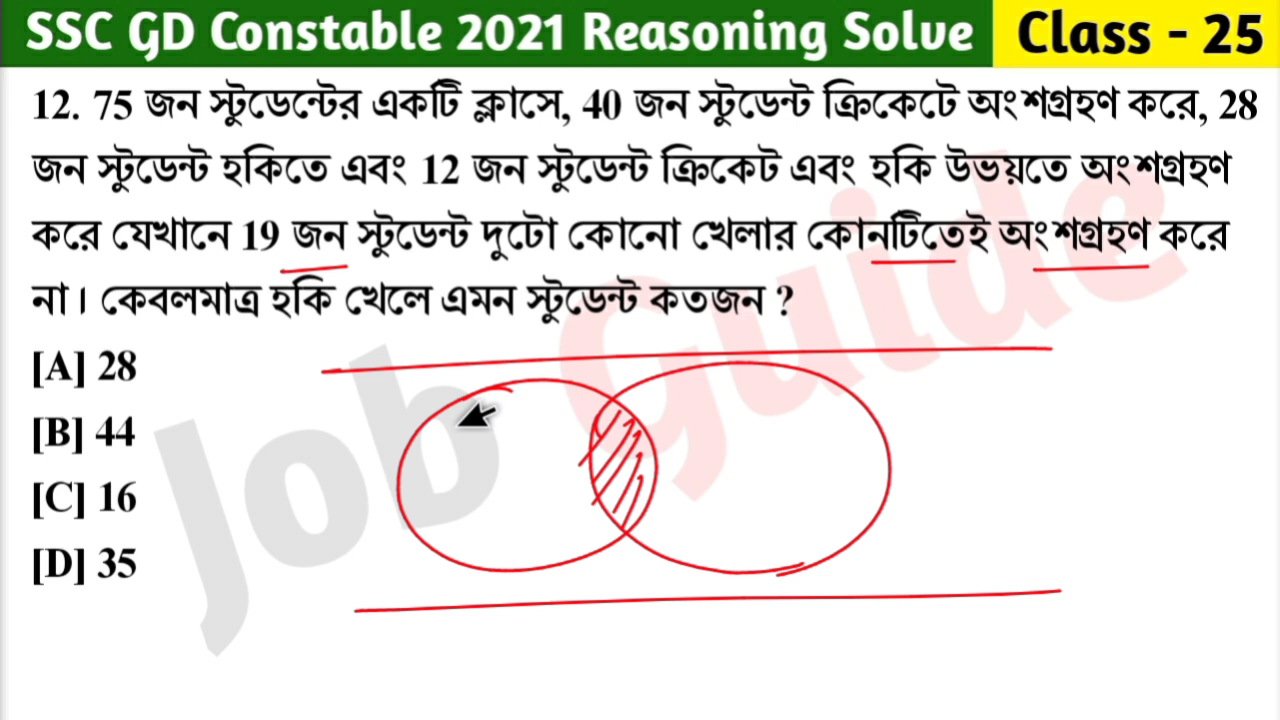 SSC GD Constable 2021 Reasoning Solve Class - 25
12. 75 জন স্টুডেন্টের একটি ক্লাসে, 40 জন স্টুডেন্ট ক্রিকেটে অংশগ্রহণ করে, 28
জন স্টুডেন্ট হকিতে এবং 12 জন স্টুডেন্ট ক্রিকেট এবং হকি উভয়তে অংশগ্রহণ
করে যেখানে 19 জন স্টুডেন্ট দুটো কোনো খেলার কোনটিতেই অংশগ্রহণ করে
না। কেবলমাত্র হকি খেলে এমন স্টুডেন্ট কতজন ?
[A] 28
[B] 44
[C] 16
[D] 35
Job Guide